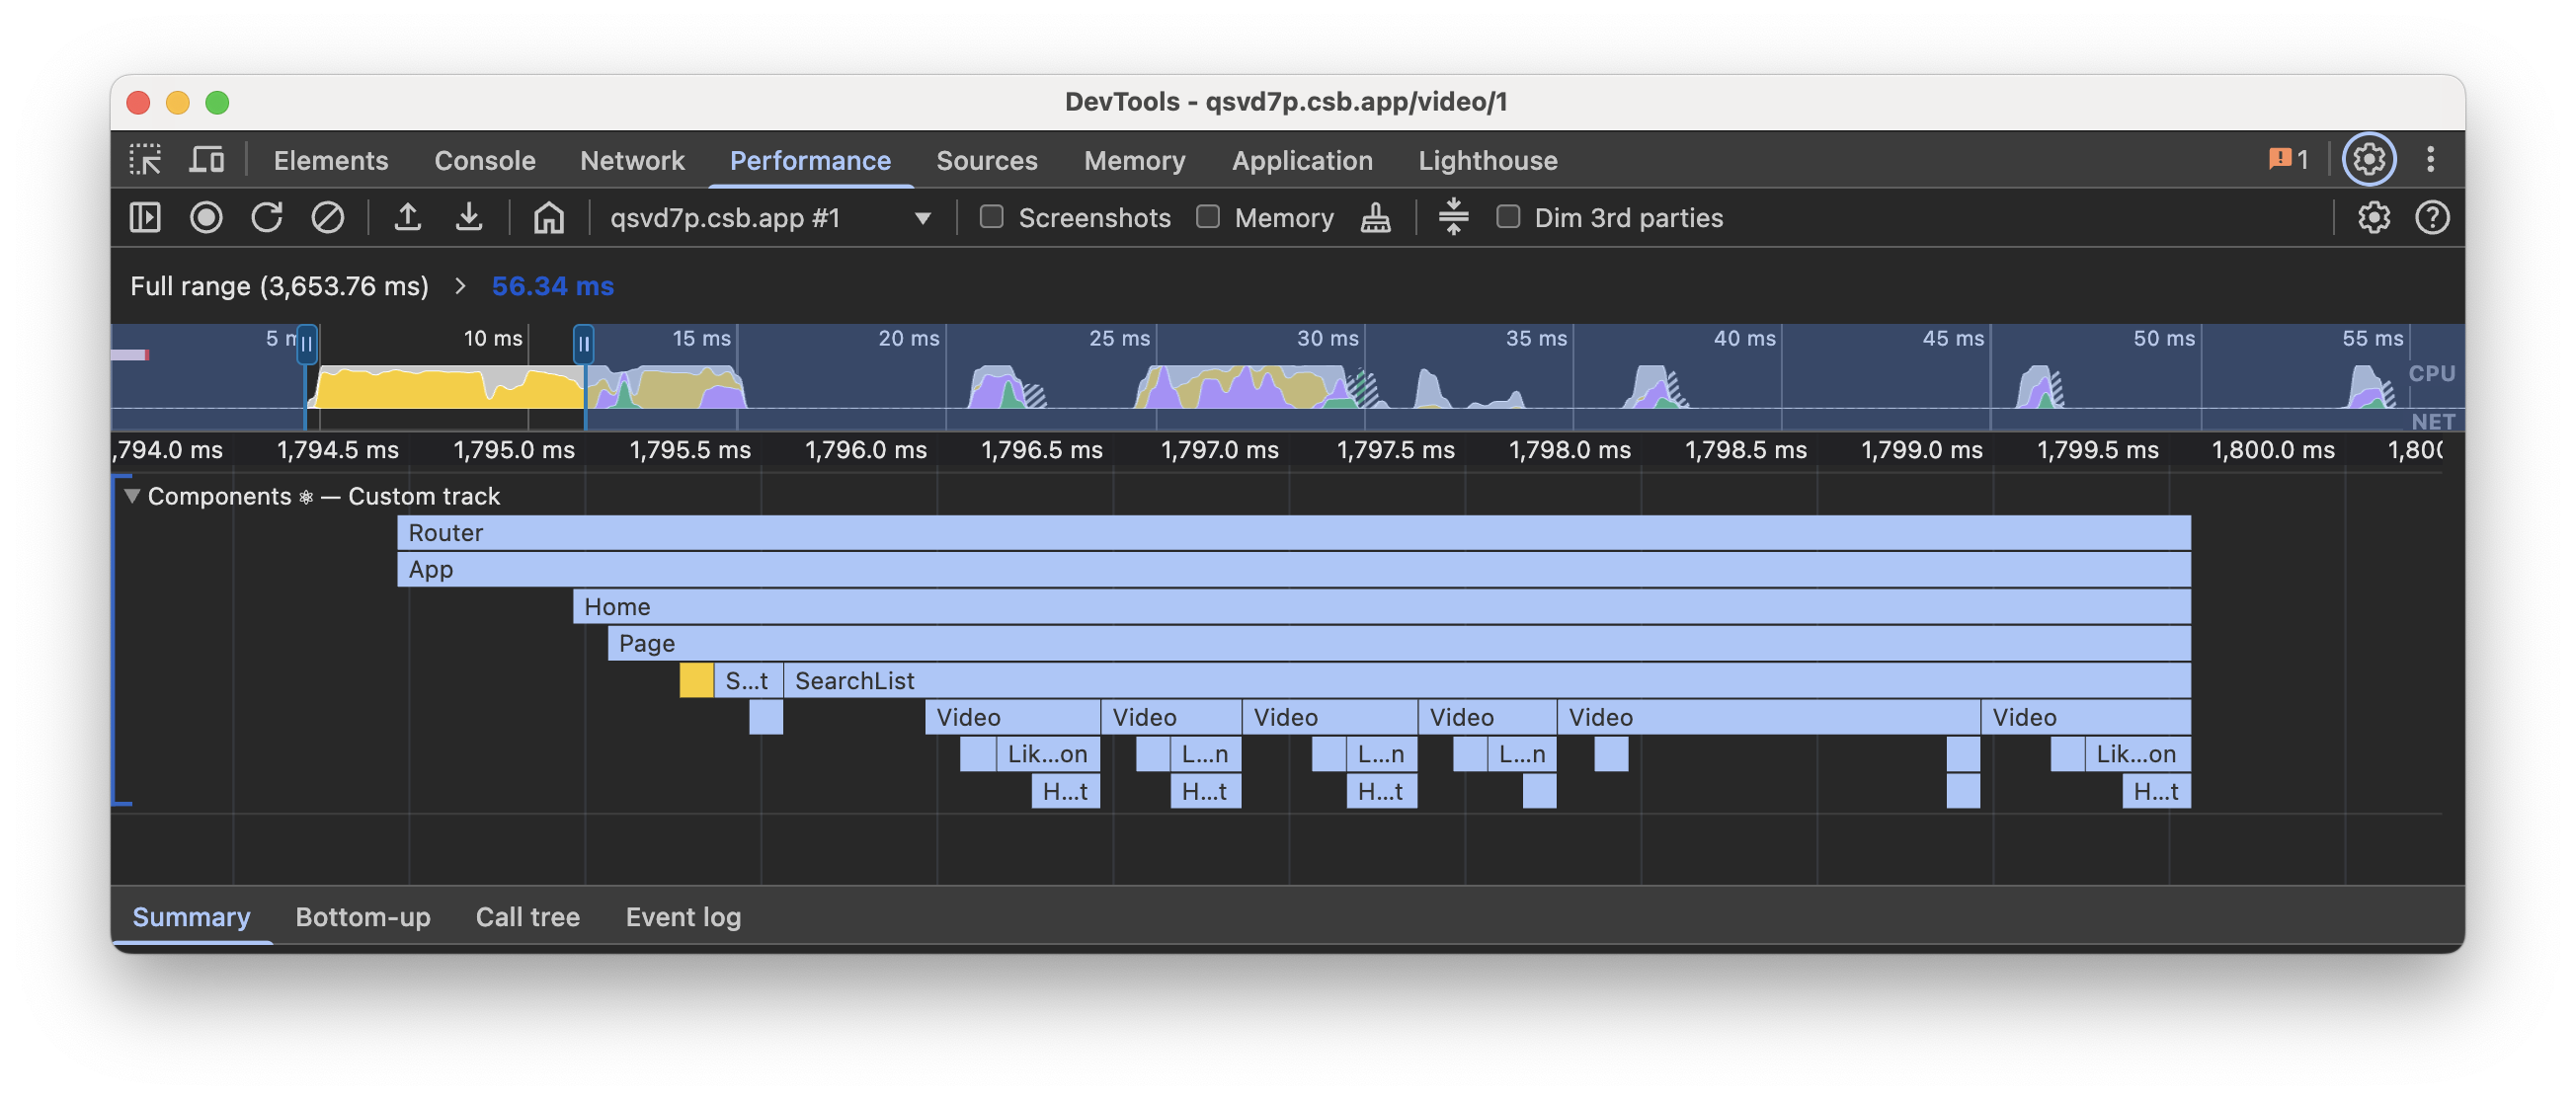 DevTools - qsvd7p.csb.app/video/1
Elements Console Network Performance Sources Memory Application Lighthouse 1
qsvd7p.csb.app #1 Screenshots Memory Dim 3rd parties
Full range (3,653.76 ms) > 56.34 ms
5 m 10 ms 15 ms 20 ms 25 ms 30 ms 35 ms 40 ms 45 ms 50 ms 55 ms
CPU
NET
,794.0 ms 1,794.5 ms 1,795.0 ms 1,795.5 ms 1,796.0 ms 1,796.5 ms 1,797.0 ms 1,797.5 ms 1,798.0 ms 1,798.5 ms 1,799.0 ms 1,799.5 ms 1,800.0 ms 1,800
Components ⚛ — Custom track
Router
App
Home
Page
S…t SearchList
Video Video Video Video Video Video
Lik…on L…n L…n L…n Lik…on
H…t H…t H…t H…t
Summary Bottom-up Call tree Event log